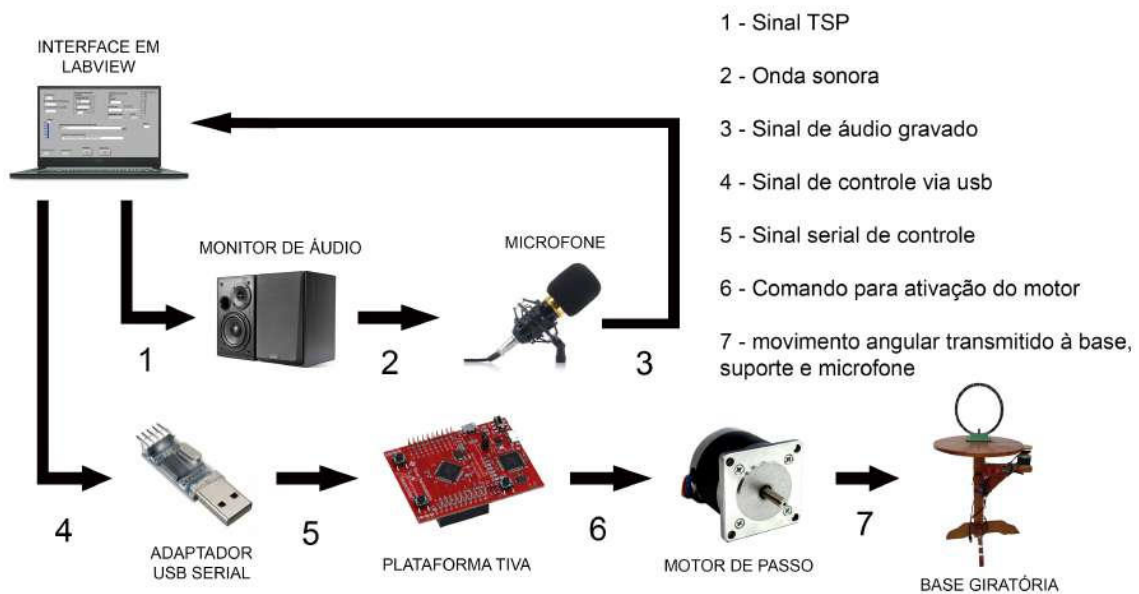 INTERFACE EM
LABVIEW
MONITOR DE ÁUDIO
MICROFONE
1
2
3
1 - Sinal TSP
2 - Onda sonora
3 - Sinal de áudio gravado
4 - Sinal de controle via usb
5 - Sinal serial de controle
6 - Comando para ativação do motor
7 - movimento angular transmitido à base,
suporte e microfone
4
5
6
7
ADAPTADOR
USB SERIAL
PLATAFORMA TIVA
MOTOR DE PASSO
BASE GIRATÓRIA